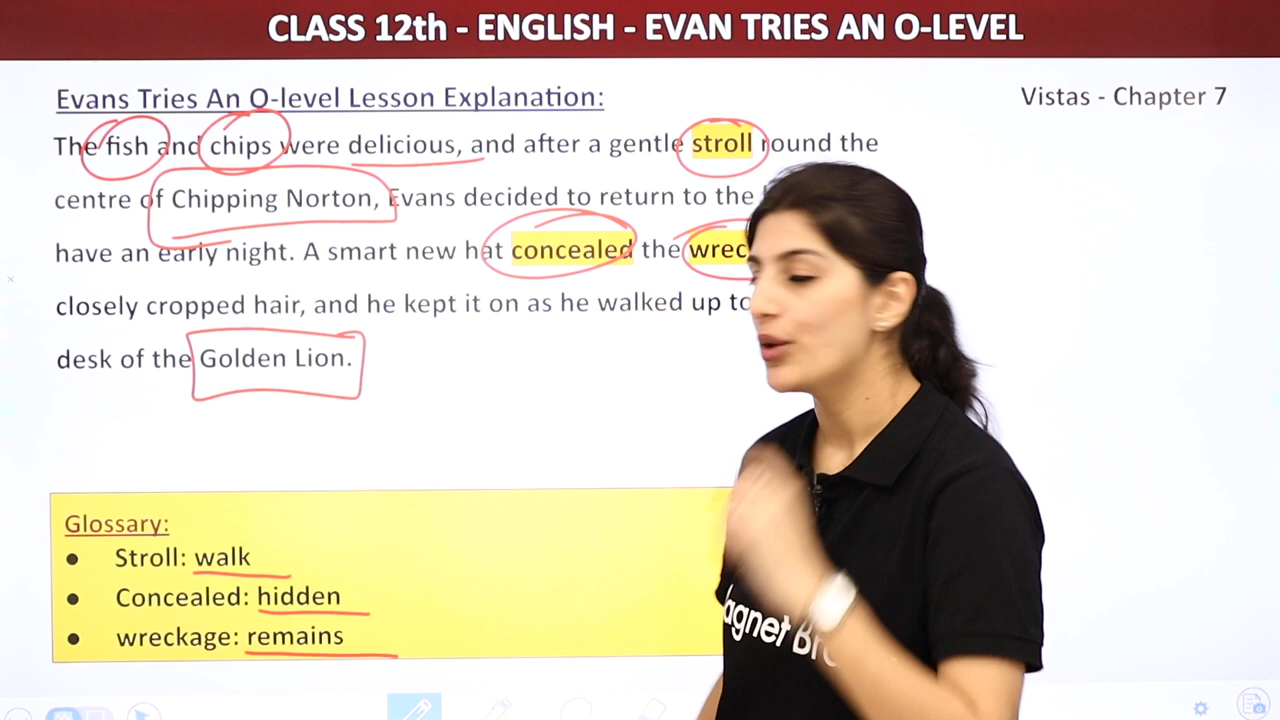 CLASS 12th - ENGLISH - EVAN TRIES AN O-LEVEL
Evans Tries An O-level Lesson Explanation:
Vistas - Chapter 7
The fish and chips were delicious, and after a gentle stroll round the
centre of Chipping Norton, Evans decided to return to the
have an early night. A smart new hat concealed the
closely cropped hair, and he kept it on as he walked up to
desk of the Golden Lion.
Glossary:
● Stroll: walk
● Concealed: hidden
● wreckage: remains